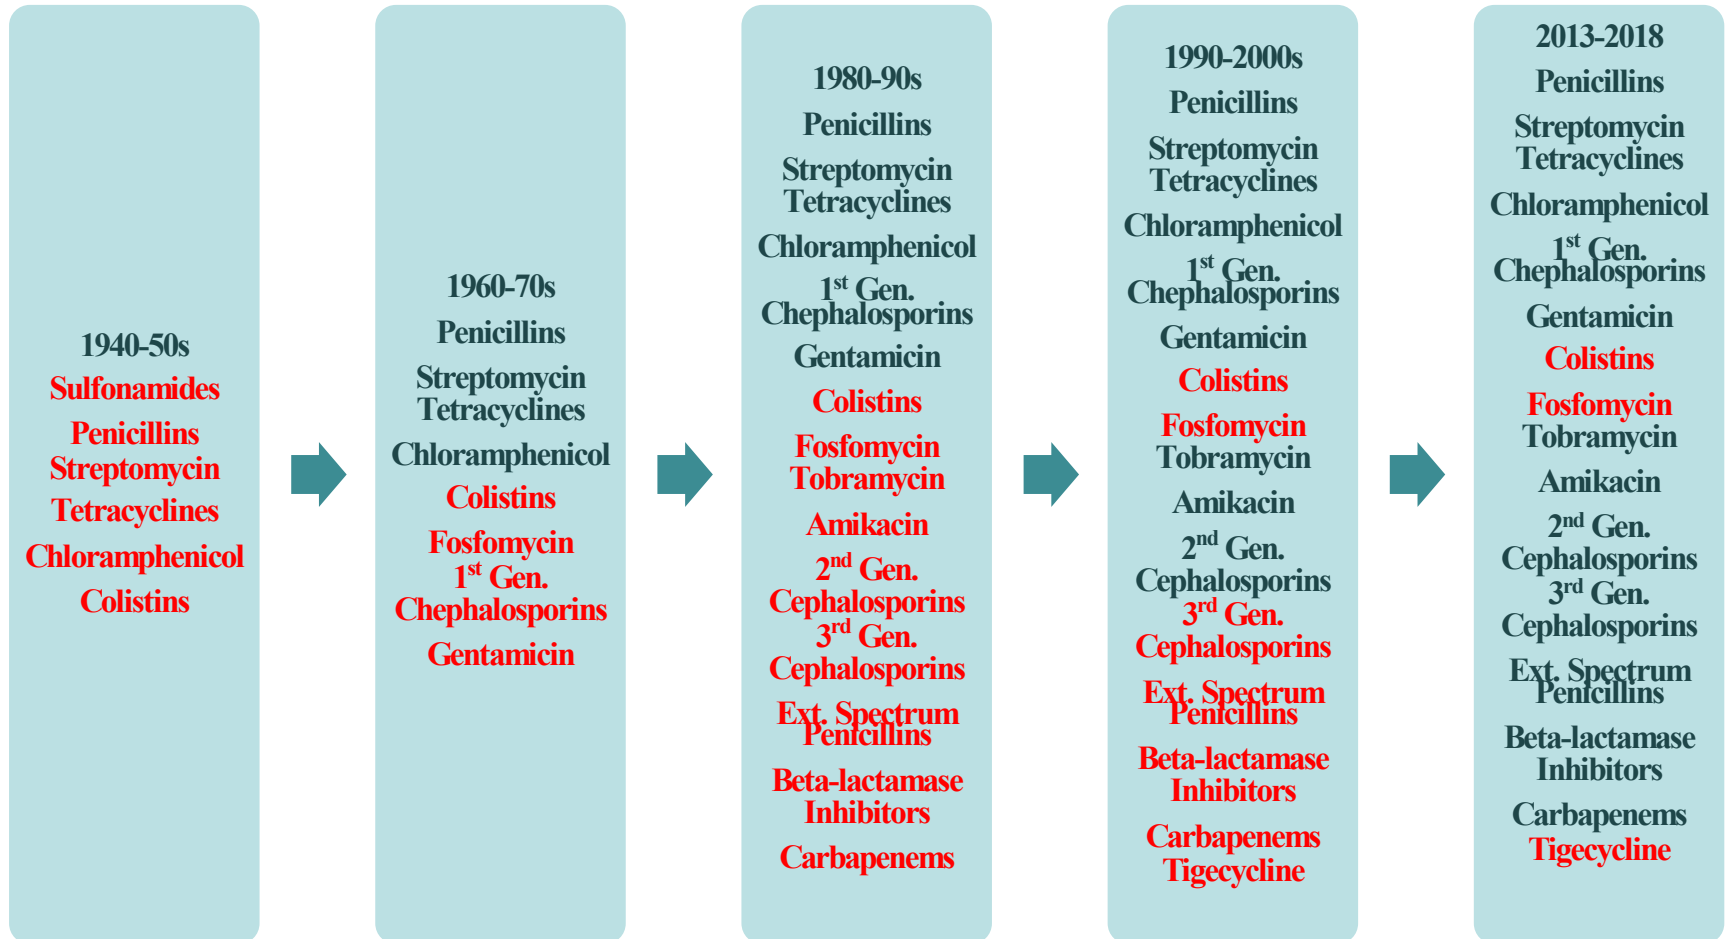 1940-50s
Sulfonamides
Penicillins
Streptomycin
Tetracyclines
Chloramphenicol
Colistins
1960-70s
Penicillins
Streptomycin
Tetracyclines
Chloramphenicol
Colistins
Fosfomycin
1st Gen.
Chephalosporins
Gentamicin
1980-90s
Penicillins
Streptomycin
Tetracyclines
Chloramphenicol
1st Gen.
Chephalosporins
Gentamicin
Colistins
Fosfomycin
Tobramycin
Amikacin
2nd Gen.
Cephalosporins
3rd Gen.
Cephalosporins
Ext. Spectrum
Penicillins
Beta-lactamase
Inhibitors
Carbapenems
1990-2000s
Penicillins
Streptomycin
Tetracyclines
Chloramphenicol
1st Gen.
Chephalosporins
Gentamicin
Colistins
Fosfomycin
Tobramycin
Amikacin
2nd Gen.
Cephalosporins
3rd Gen.
Cephalosporins
Ext. Spectrum
Penicillins
Beta-lactamase
Inhibitors
Carbapenems
Tigecycline
2013-2018
Penicillins
Streptomycin
Tetracyclines
Chloramphenicol
1st Gen.
Chephalosporins
Gentamicin
Colistins
Fosfomycin
Tobramycin
Amikacin
2nd Gen.
Cephalosporins
3rd Gen.
Cephalosporins
Ext. Spectrum
Penicillins
Beta-lactamase
Inhibitors
Carbapenems
Tigecycline